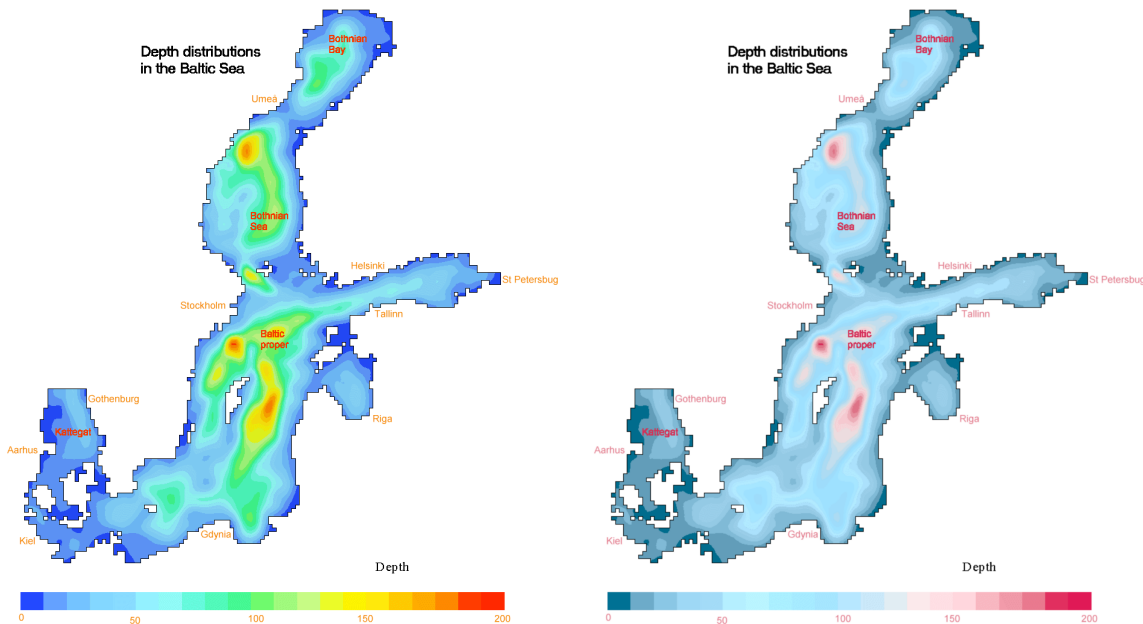 Depth distributions
in the Baltic Sea
Bothnian
Bay
Umeå
Bothnian
Sea
Helsinki
St Petersbug
Stockholm
Tallinn
Baltic
proper
Gothenburg
Riga
Kattegat
Aarhus
Gdynia
Kiel
Depth
0 50 100 150 200
Depth distributions
in the Baltic Sea
Bothnian
Bay
Umeå
Bothnian
Sea
Helsinki
St Petersbug
Stockholm
Tallinn
Baltic
proper
Gothenburg
Riga
Kattegat
Aarhus
Gdynia
Kiel
Depth
0 50 100 150 200